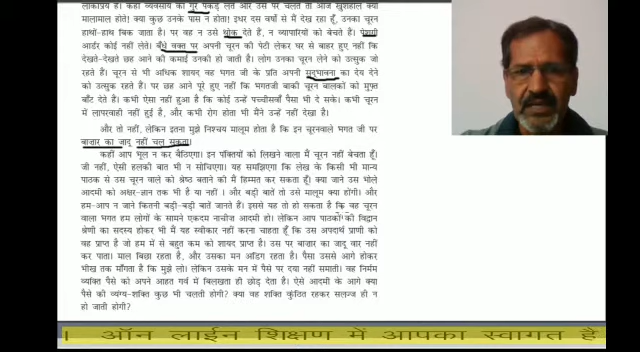 लोकप्रिय है। कहीं व्यवसाय का गुर पकड़ लेते और उस पर चलते तो आज खुशहाल क्या
मालामाल होते! क्या कुछ उनके पास न होता! इधर दस वर्षों से मैं देख रहा हूँ, उनका चूरन
हाथों-हाथ बिक जाता है। पर वह न उसे थोक देते हैं, न व्यापारियों को बेचते हैं। पेशगी
आर्डर कोई नहीं लेते। बँधे वक्त पर अपनी चूरन की पेटी लेकर घर से बाहर हुए नहीं कि
देखते-देखते छह आने की कमाई उनकी हो जाती है। लोग उनका चूरन लेने को उत्सुक जो
रहते हैं। चूरन से भी अधिक शायद वह भगत जी के प्रति अपनी सद्भावना का देय देने
को उत्सुक रहते हैं। पर छह आने पूरे हुए नहीं कि भगतजी बाकी चूरन बालकों को मुफ़्त
बाँट देते हैं। कभी ऐसा नहीं हुआ है कि कोई उन्हें पच्चीसवाँ पैसा भी दे सके। कभी चूरन
में लापरवाही नहीं हुई है, और कभी रोग होता भी मैंने उन्हें नहीं देखा है।
और तो नहीं, लेकिन इतना मुझे निश्चय मालूम होता है कि इन चूरनवाले भगत जी पर
बाज़ार का जादू नहीं चल सकता।
कहीं आप भूल न कर बैठिएगा। इन पंक्तियों को लिखने वाला मैं चूरन नहीं बेचता हूँ।
जी नहीं, ऐसी हलकी बात भी न सोचिएगा। यह समझिएगा कि लेख के किसी भी मान्य
पाठक से उस चूरन वाले को श्रेष्ठ बताने की मैं हिम्मत कर सकता हूँ। क्या जाने उस भोले
आदमी को अक्षर-ज्ञान तक भी है या नहीं। और बड़ी बातें तो उसे मालूम क्या होंगी। और
हम-आप न जाने कितनी बड़ी-बड़ी बातें जानते हैं। इससे यह तो हो सकता है कि वह चूरन
वाला भगत हम लोगों के सामने एकदम नाचीज़ आदमी हो। लेकिन आप पाठकों की विद्वान
श्रेणी का सदस्य होकर भी मैं यह स्वीकार नहीं करना चाहता हूँ कि उस अपदार्थ प्राणी को
वह प्राप्त है जो हम में से बहुत कम को शायद प्राप्त है। उस पर बाज़ार का जादू वार नहीं
कर पाता। माल बिछा रहता है, और उसका मन अडिग रहता है। पैसा उससे आगे होकर
भीख तक माँगता है कि मुझे लो। लेकिन उसके मन में पैसे पर दया नहीं समाती। वह निर्मम
व्यक्ति पैसे को अपने आहत गर्व में बिलखता ही छोड़ देता है। ऐसे आदमी के आगे क्या
पैसे की व्यंग्य-शक्ति कुछ भी चलती होगी? क्या वह शक्ति कुंठित रहकर सलज्ज ही न
हो जाती होगी?
। ऑन लाईन शिक्षण में आपका स्वागत है